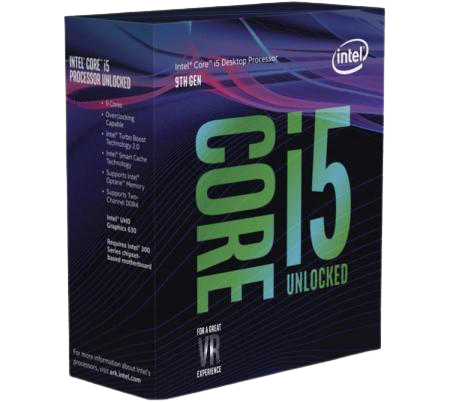 INTEL® CORE™ i5
PROCESSOR UNLOCKED
• 6 Cores
• Overclocking
Capable
• Intel® Turbo Boost
Technology 2.0
• Intel® Smart Cache
Technology
• Supports Intel®
Optane™ Memory
• Supports Two-
Channel DDR4
Intel® UHD
Graphics 630
Requires Intel® 300
Series chipset-
based motherboard
For more information about Intel's
processors, visit ark.intel.com
Intel® Core™ i5 Desktop Processor
9TH GEN
intel®
CORE
i5
UNLOCKED
FOR A GREAT
VR
EXPERIENCE